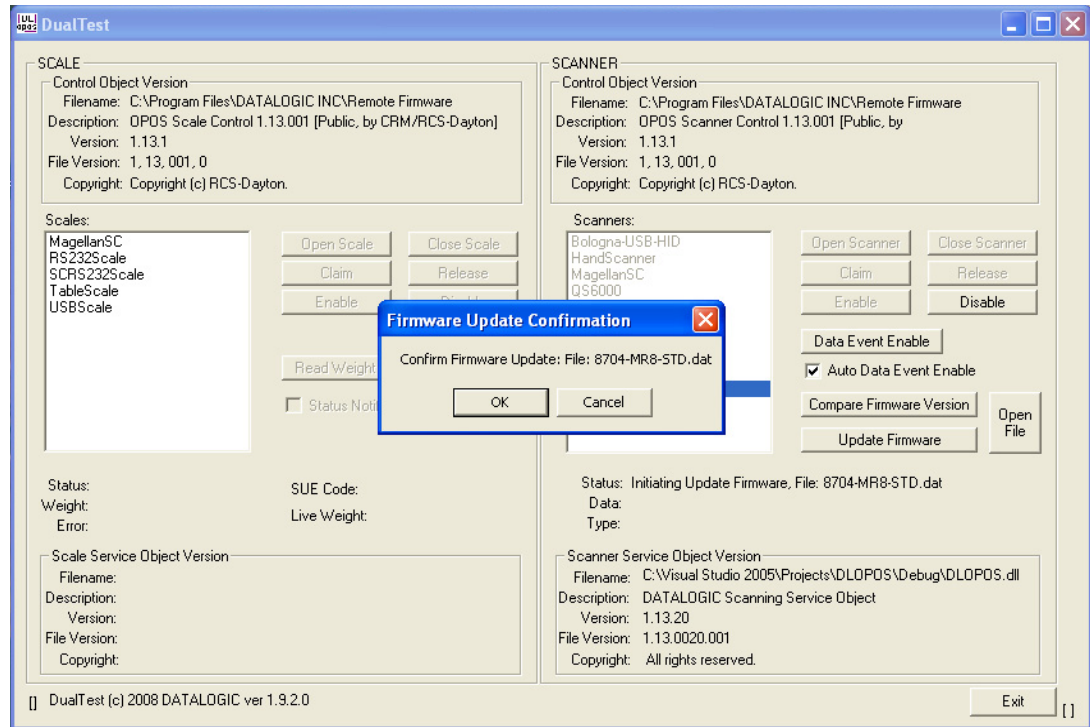 UL
opos
DualTest
SCALE
Control Object Version
Filename: C:\Program Files\DATALOGIC INC\Remote Firmware
Description: OPOS Scale Control 1.13.001 [Public, by CRM/RCS-Dayton]
Version: 1.13.1
File Version: 1, 13, 001, 0
Copyright: Copyright (c) RCS-Dayton.
Scales:
MagellanSC
RS232Scale
SCRS232Scale
TableScale
USBScale
Open Scale Close Scale
Claim Release
Enable
Read Weight
Status:
Weight:
Error:
SUE Code:
Live Weight:
Scale Service Object Version
Filename:
Description:
Version:
File Version:
Copyright:
SCANNER
Control Object Version
Filename: C:\Program Files\DATALOGIC INC\Remote Firmware
Description: OPOS Scanner Control 1.13.001 [Public, by
Version: 1.13.1
File Version: 1, 13, 001, 0
Copyright: Copyright (c) RCS-Dayton.
Scanners:
Bologna-USB-HID
HandScanner
MagellanSC
QS6000
Open Scanner Close Scanner
Claim Release
Enable Disable
Data Event Enable
Auto Data Event Enable
Compare Firmware Version
Update Firmware
Open
File
Firmware Update Confirmation
Confirm Firmware Update: File: 8704-MR8-STD.dat
OK Cancel
Status: Initiating Update Firmware, File: 8704-MR8-STD.dat
Data:
Type:
Scanner Service Object Version
Filename: C:\Visual Studio 2005\Projects\DLOPOS\Debug\DLOPOS.dll
Description: DATALOGIC Scanning Service Object
Version: 1.13.20
File Version: 1.13.0020.001
Copyright: All rights reserved.
[] DualTest (c) 2008 DATALOGIC ver 1.9.2.0
Exit
[ ]